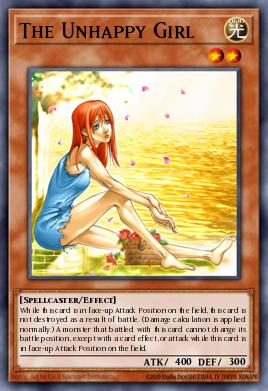 THE UNHAPPY GIRL
光
[SPELLCASTER/EFFECT]
While this card is in face-up Attack Position on the field, this card is
not destroyed as a result of battle. (Damage calculation is applied
normally.) A monster that battled with this card cannot change its
battle position, except with a card effect, or attack while this card is
in face-up Attack Position on the field.
ATK/ 400 DEF/ 300